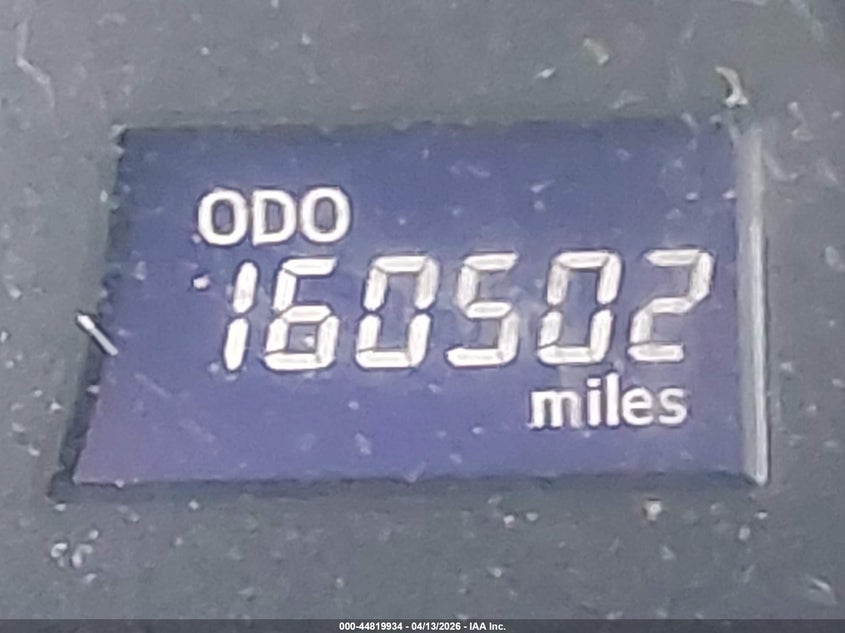 ODO
160502
miles
000-44819934 - 04/13/2026 - IAA Inc.